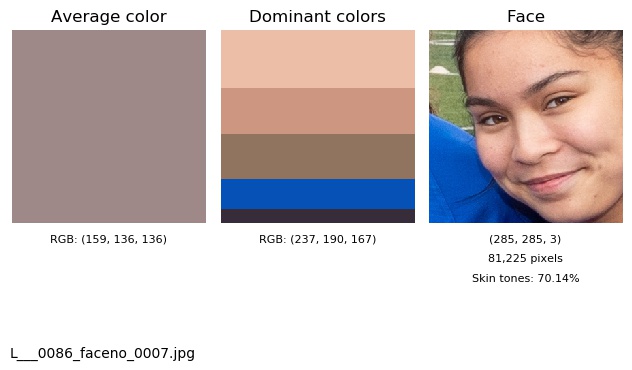 Average color
Dominant colors
Face
RGB: (159, 136, 136)
RGB: (237, 190, 167)
(285, 285, 3)
81,225 pixels
Skin tones: 70.14%
L___0086_faceno_0007.jpg